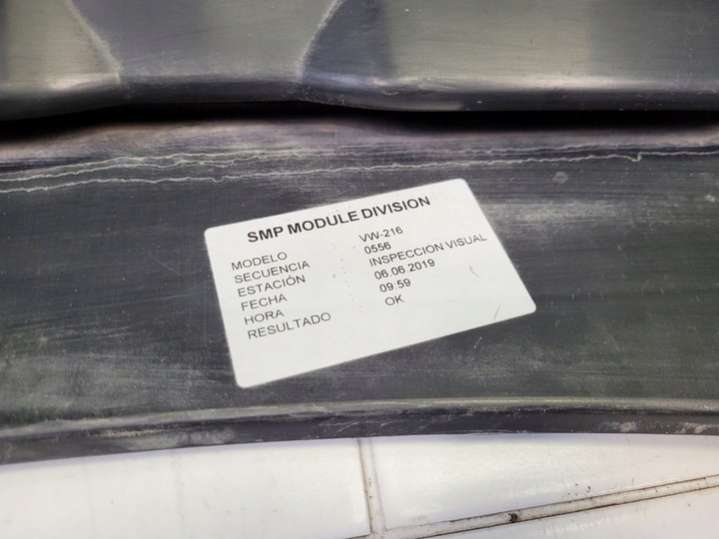 SMP MODULE DIVISION
MODELO VW-216
SECUENCIA 0556
ESTACIÓN INSPECCION VISUAL
FECHA 06.06.2019
HORA 09:59
RESULTADO OK